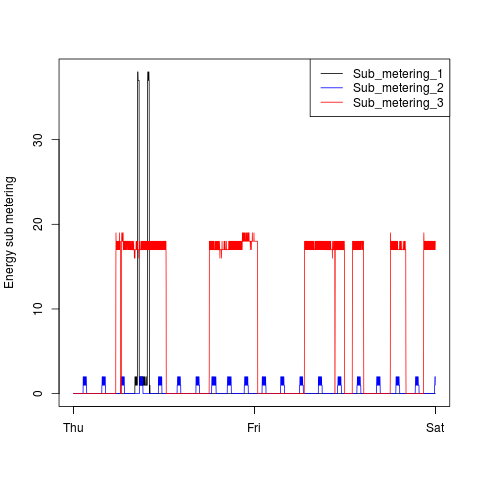 Sub_metering_1
Sub_metering_2
Sub_metering_3
Energy sub metering
30
20
10
0
Thu Fri Sat